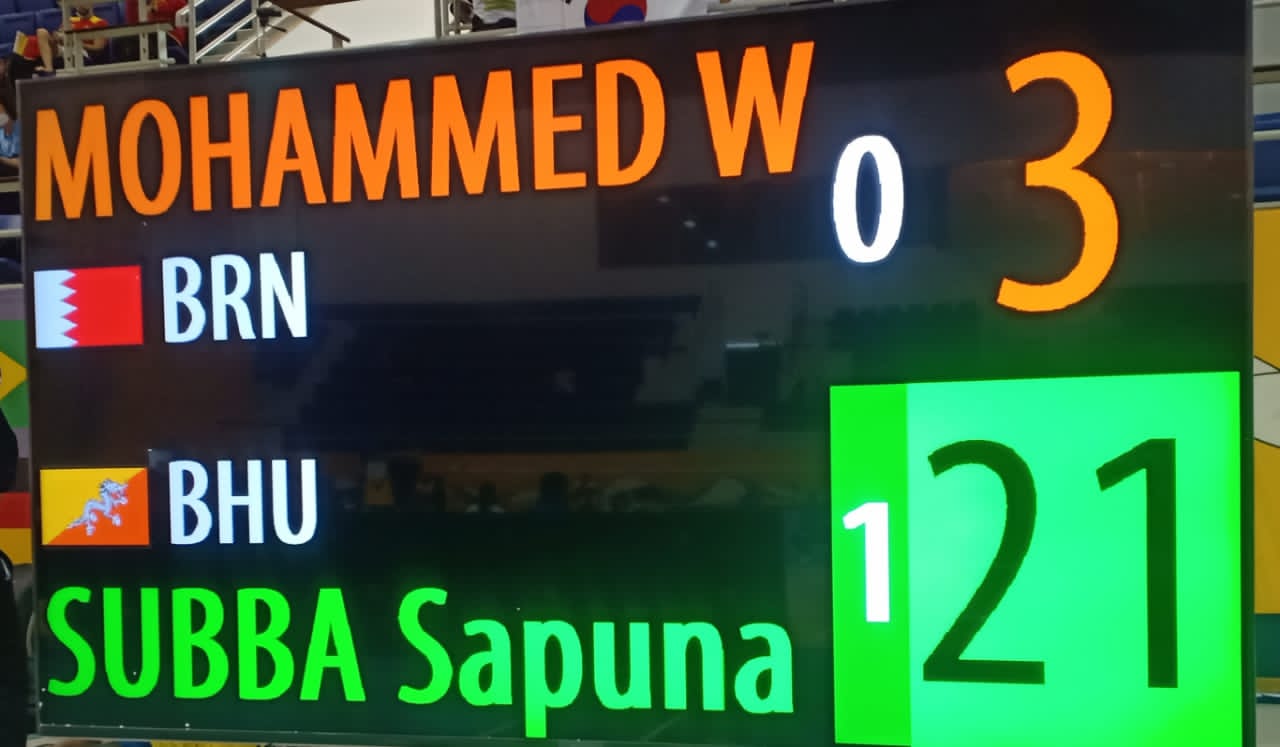 MOHAMMED W 0 3
BRN
BHU
SUBBA Sapuna 1 21